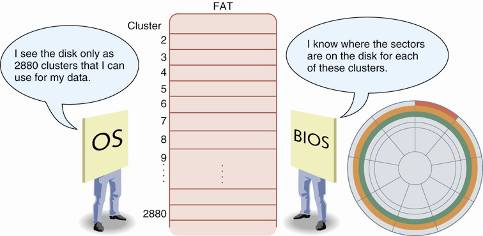 FAT
Cluster
2
3
4
5
6
7
8
9
2880
I see the disk only as
2880 clusters that I can
use for my data.
OS
I know where the sectors
are on the disk for each
of these clusters.
BIOS